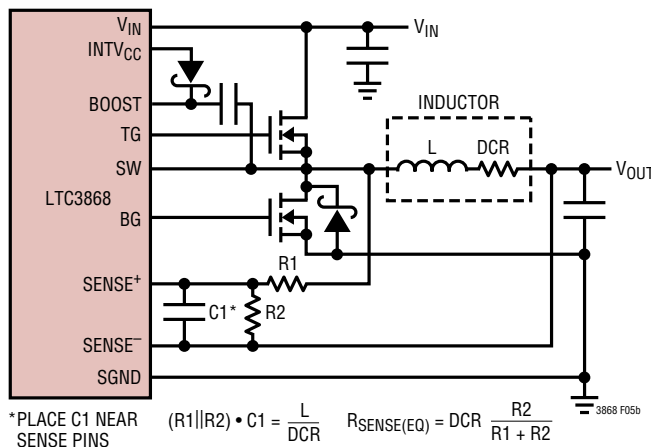 V_IN
INTV_CC
BOOST
TG
SW
LTC3868
BG
SENSE⁺
SENSE⁻
SGND
V_IN
INDUCTOR
L DCR
V_OUT
R1
C1* R2
3868 F05b
*PLACE C1 NEAR
SENSE PINS
(R1||R2) • C1 = L/DCR
R_SENSE(EQ) = DCR R2/(R1 + R2)